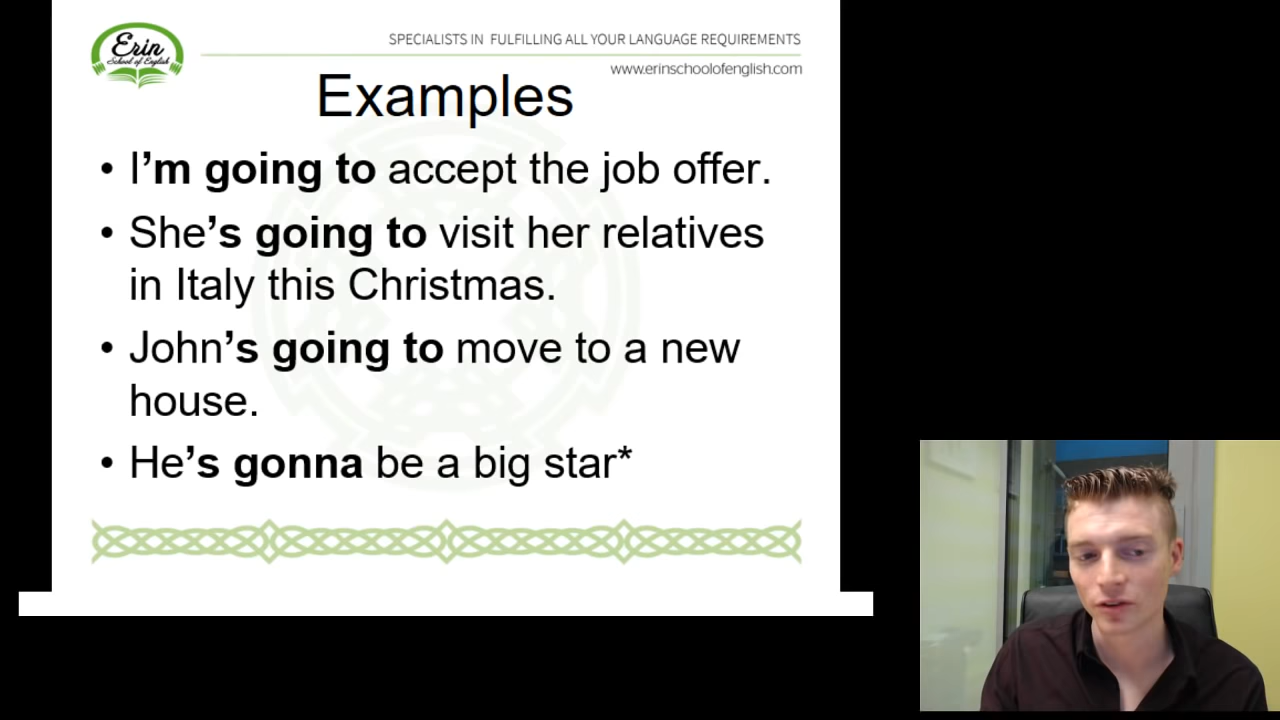 Erin
School of English
SPECIALISTS IN FULFILLING ALL YOUR LANGUAGE REQUIREMENTS
www.erinschoolofenglish.com
Examples
• I’m going to accept the job offer.
• She’s going to visit her relatives
in Italy this Christmas.
• John’s going to move to a new
house.
• He’s gonna be a big star*